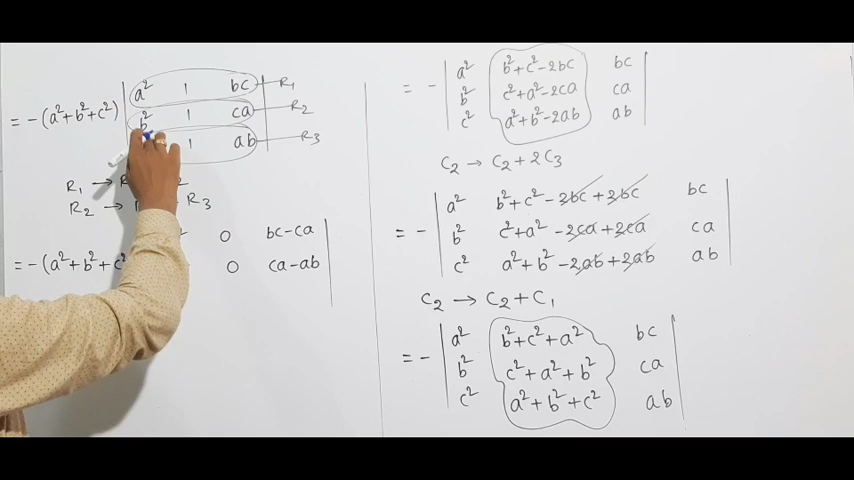 = - (a²+b²+c²) | a² 1 bc | — R₁
b² 1 ca — R₂
1 ab — R₃
R₁ → R
R₂ → R₃
= - (a²+b²+c² 0 bc-ca
0 ca-ab
= - | a² b²+c²-2bc bc |
b² c²+a²-2ca ca
c² a²+b²-2ab ab
C₂ → C₂+2C₃
= - | a² b²+c²-2bc+2bc bc |
b² c²+a²-2ca+2ca ca
c² a²+b²-2ab+2ab ab
C₂ → C₂+C₁
= - | a² b²+c²+a² bc |
b² c²+a²+b² ca
c² a²+b²+c² ab